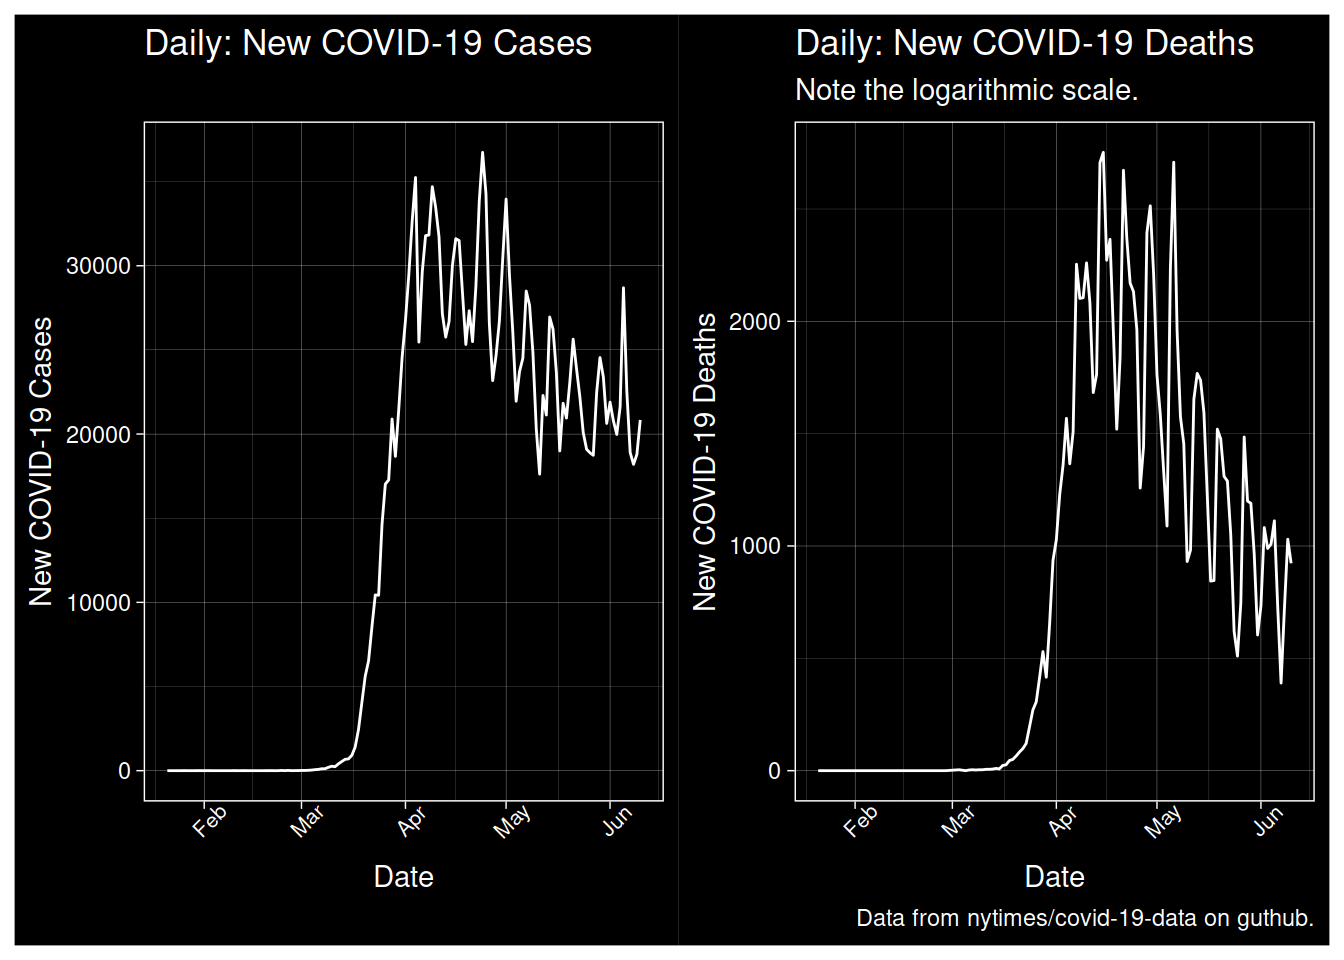 Daily: New COVID-19 Cases
New COVID-19 Cases
30000
20000
10000
0
Feb
Mar
Apr
May
Jun
Date
Daily: New COVID-19 Deaths
Note the logarithmic scale.
New COVID-19 Deaths
2000
1000
0
Feb
Mar
Apr
May
Jun
Date
Data from nytimes/covid-19-data on guthub.